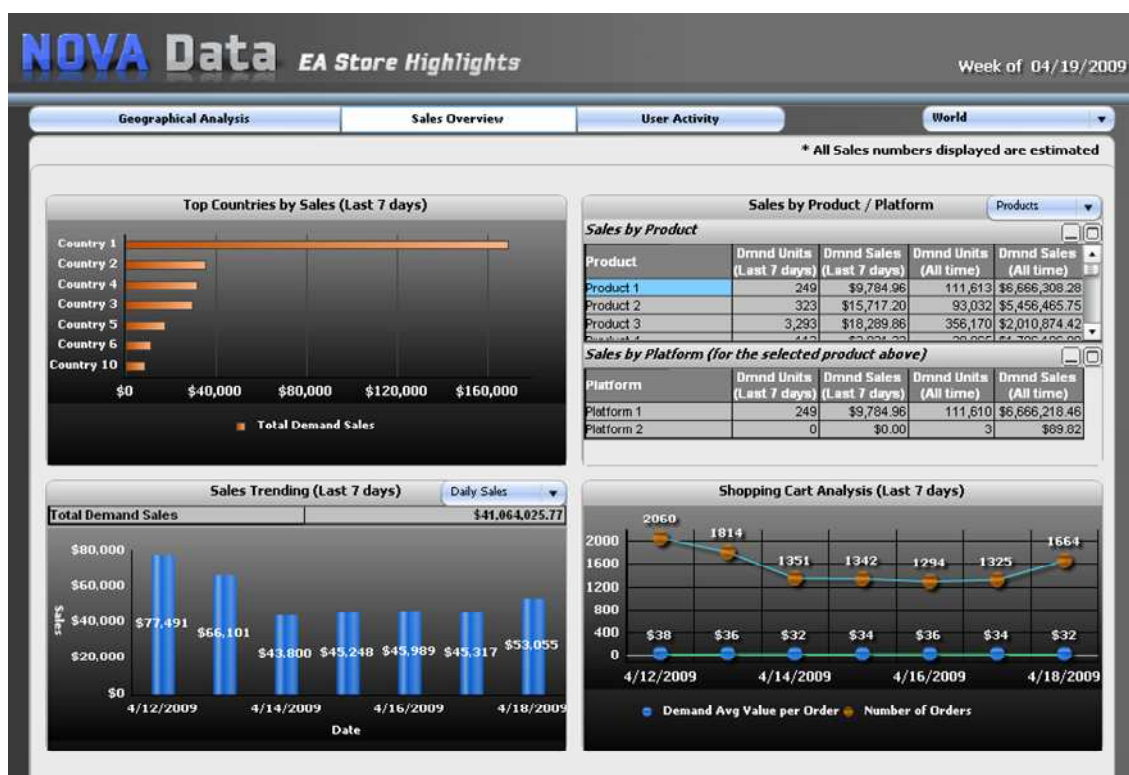 NOVA Data EA Store Highlights
Week of 04/19/2009
Geographical Analysis
Sales Overview
User Activity
World
* All Sales numbers displayed are estimated
Top Countries by Sales (Last 7 days)
Country 1
Country 2
Country 4
Country 3
Country 5
Country 6
Country 10
$0 $40,000 $80,000 $120,000 $160,000
Total Demand Sales
Sales by Product / Platform
Products
Sales by Product
Product Dmnd Units Dmnd Sales Dmnd Units Dmnd Sales
(Last 7 days) (Last 7 days) (All time) (All time)
Product 1 249 $9,784.96 111,613 $6,666,308.28
Product 2 323 $15,717.20 93,032 $5,456,465.75
Product 3 3,293 $18,289.86 356,170 $2,010,874.42
Sales by Platform (for the selected product above)
Platform Dmnd Units Dmnd Sales Dmnd Units Dmnd Sales
(Last 7 days) (Last 7 days) (All time) (All time)
Platform 1 249 $9,784.96 111,610 $6,666,218.46
Platform 2 0 $0.00 3 $89.82
Sales Trending (Last 7 days)
Daily Sales
Total Demand Sales $41,064,025.77
$80,000
$60,000
$40,000
$20,000
$0
Sales
$77,491 $66,101 $43,800 $45,248 $45,989 $45,317 $53,055
4/12/2009 4/14/2009 4/16/2009 4/18/2009
Date
Shopping Cart Analysis (Last 7 days)
2060 1814 1351 1342 1294 1325 1664
2000
1600
1200
800
400
0
$38 $36 $32 $34 $36 $34 $32
4/12/2009 4/14/2009 4/16/2009 4/18/2009
Demand Avg Value per Order Number of Orders